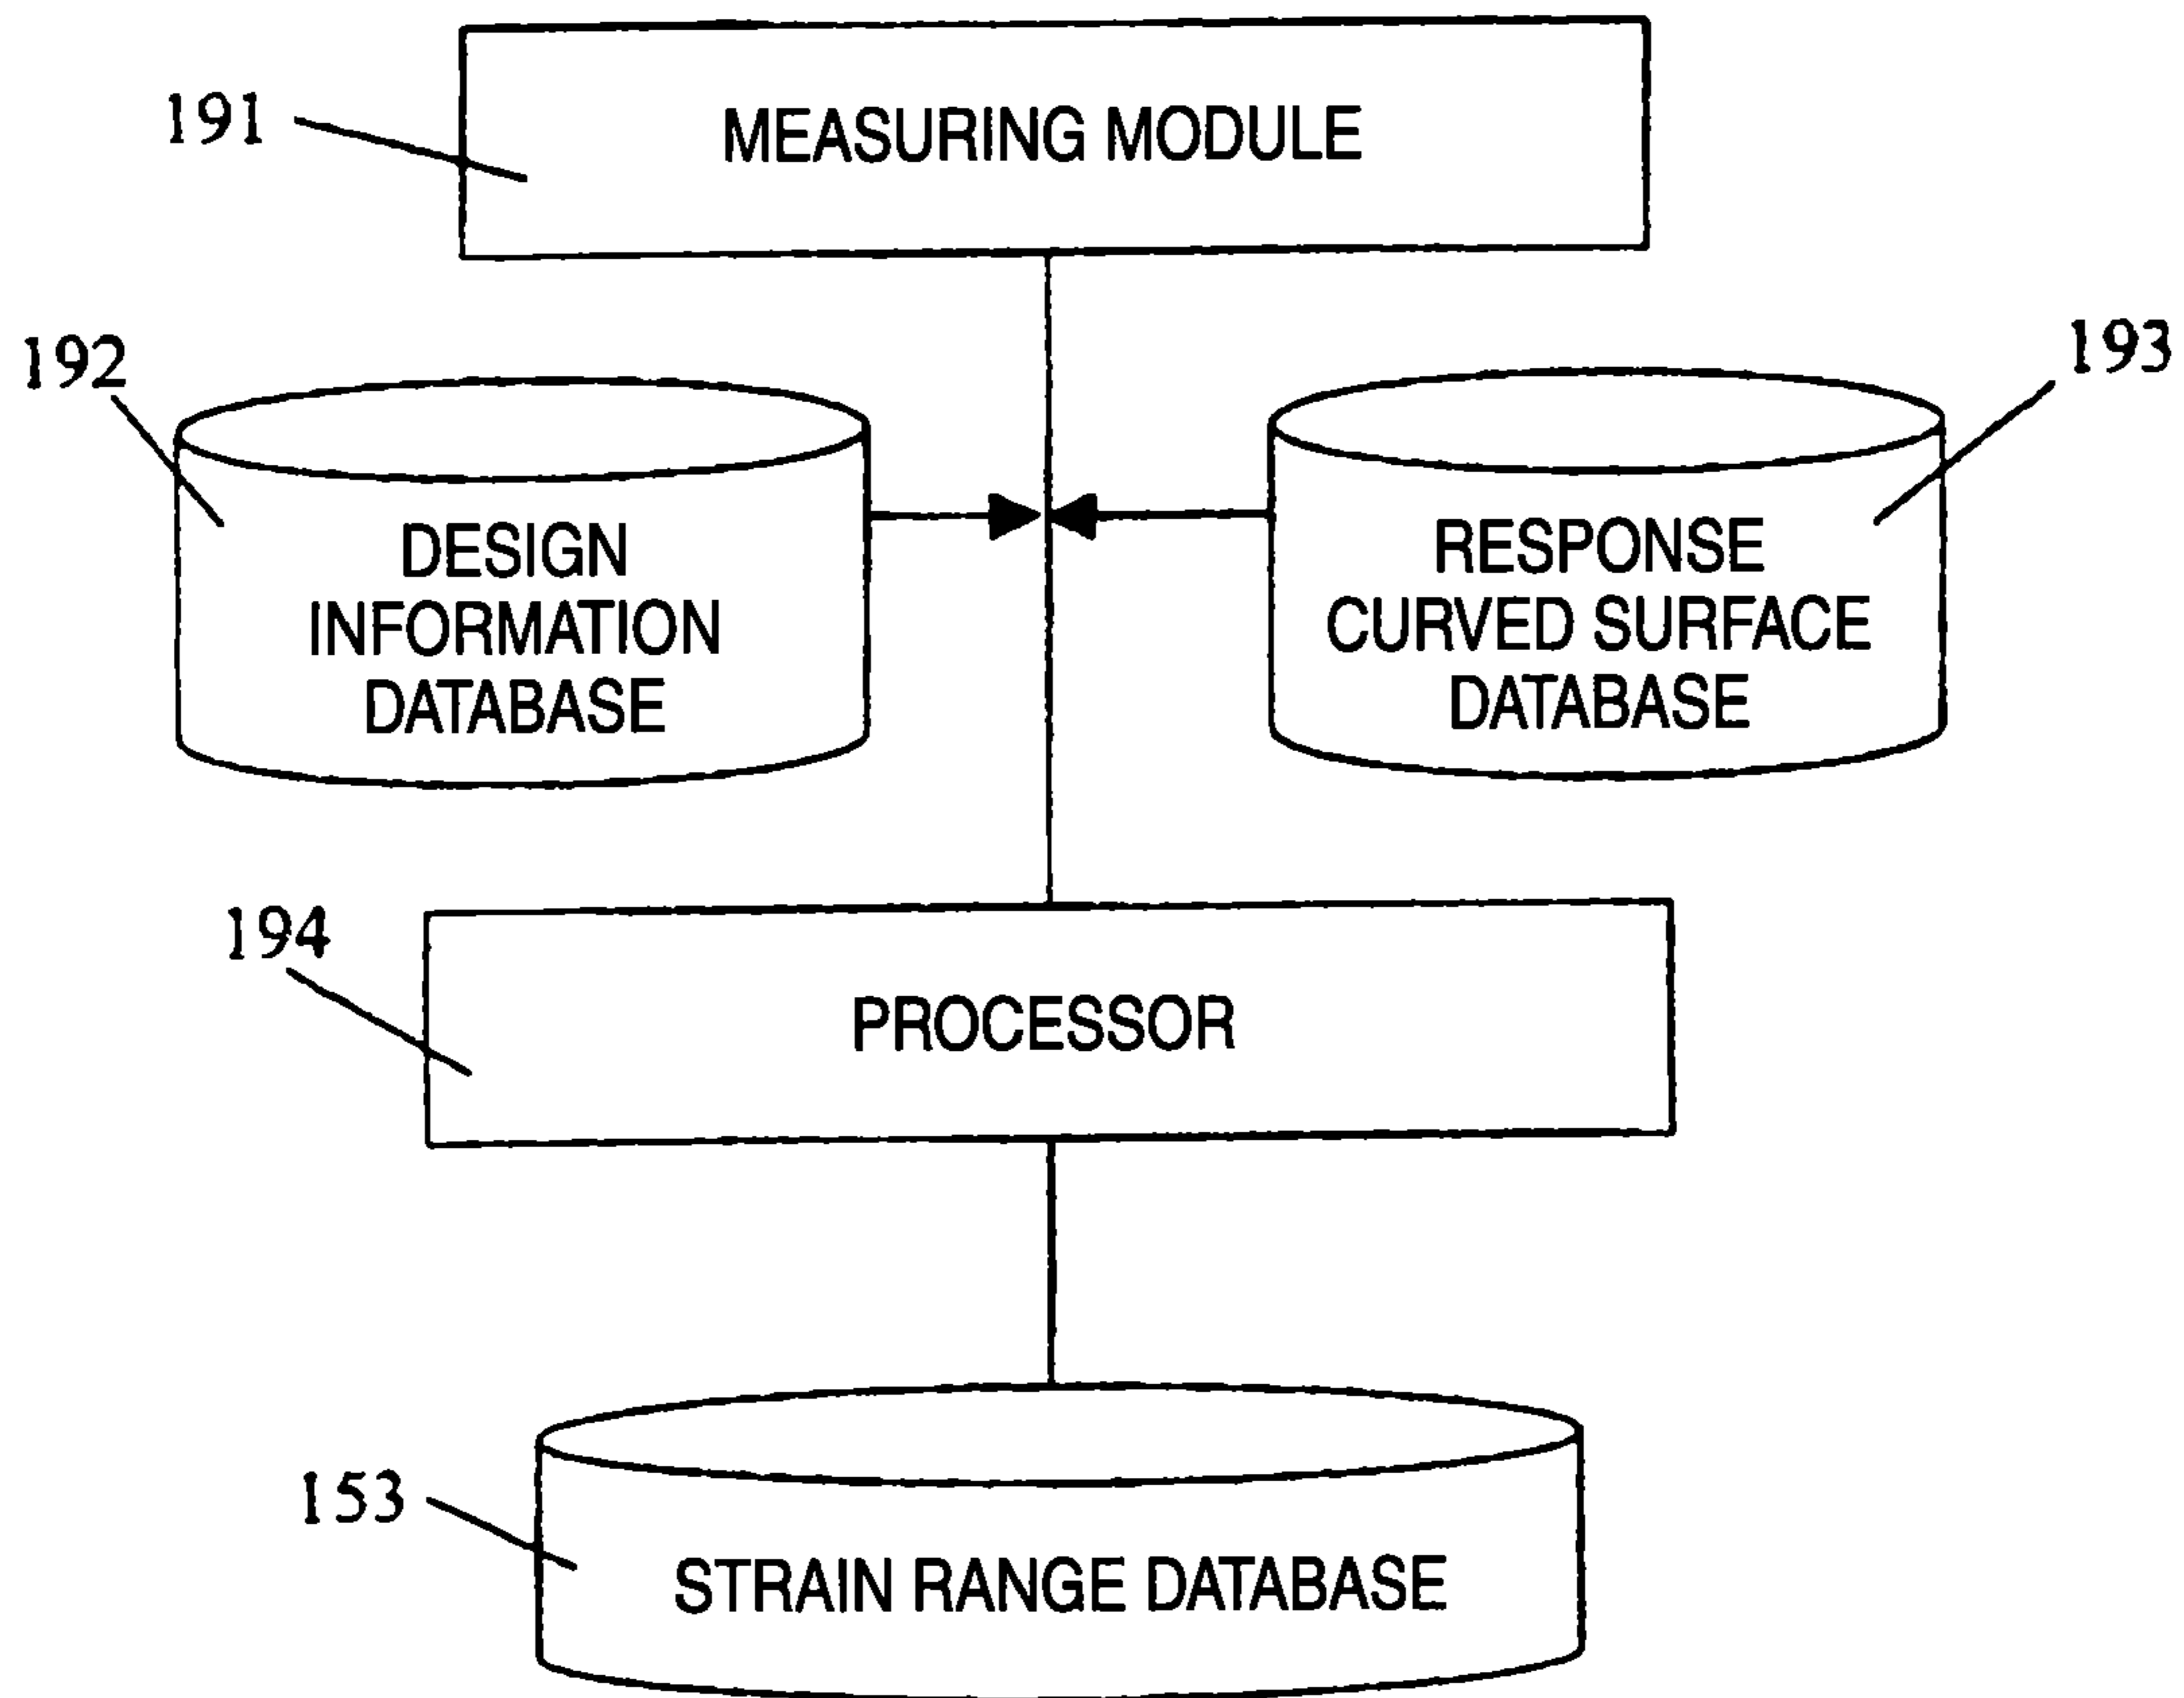 191
MEASURING MODULE
192
193
DESIGN
INFORMATION
DATABASE
RESPONSE
CURVED SURFACE
DATABASE
194
PROCESSOR
153
STRAIN RANGE DATABASE